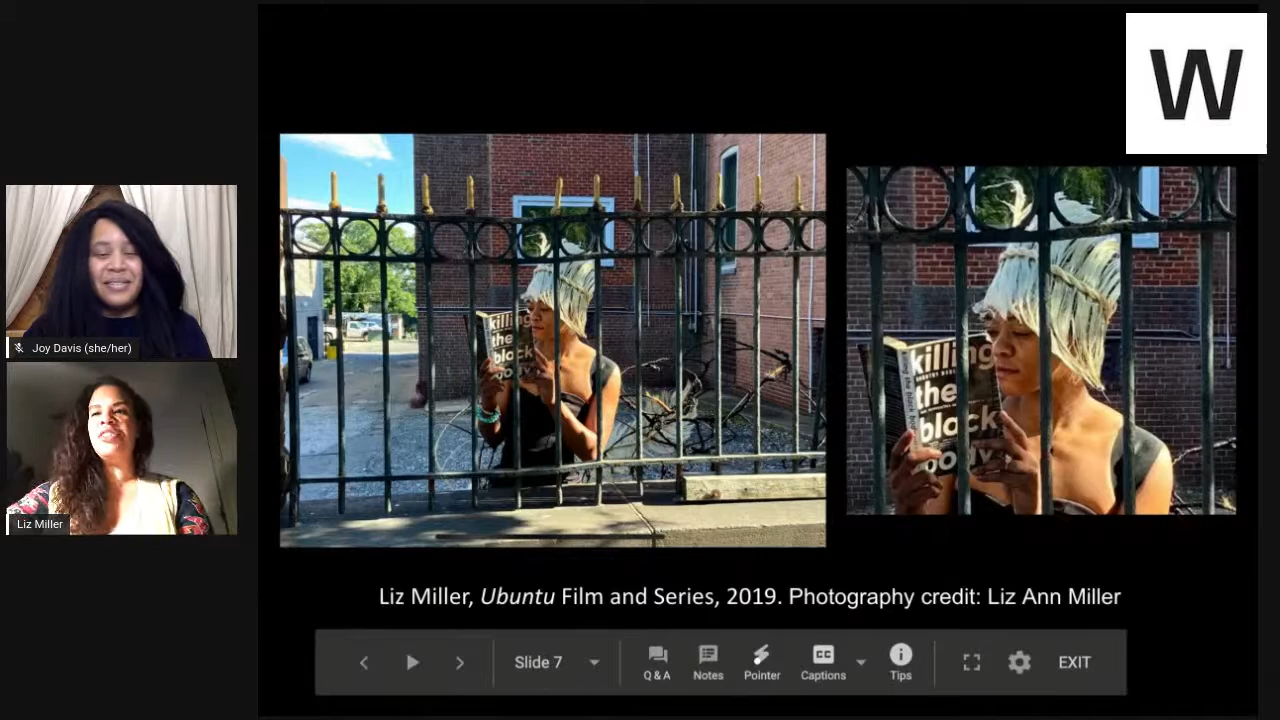 W
Joy Davis (she/her)
Liz Miller
killing
the
black
body
killing
the
black
body
Liz Miller, Ubuntu Film and Series, 2019. Photography credit: Liz Ann Miller
Slide 7
Q & A
Notes
Pointer
CC
Captions
Tips
EXIT